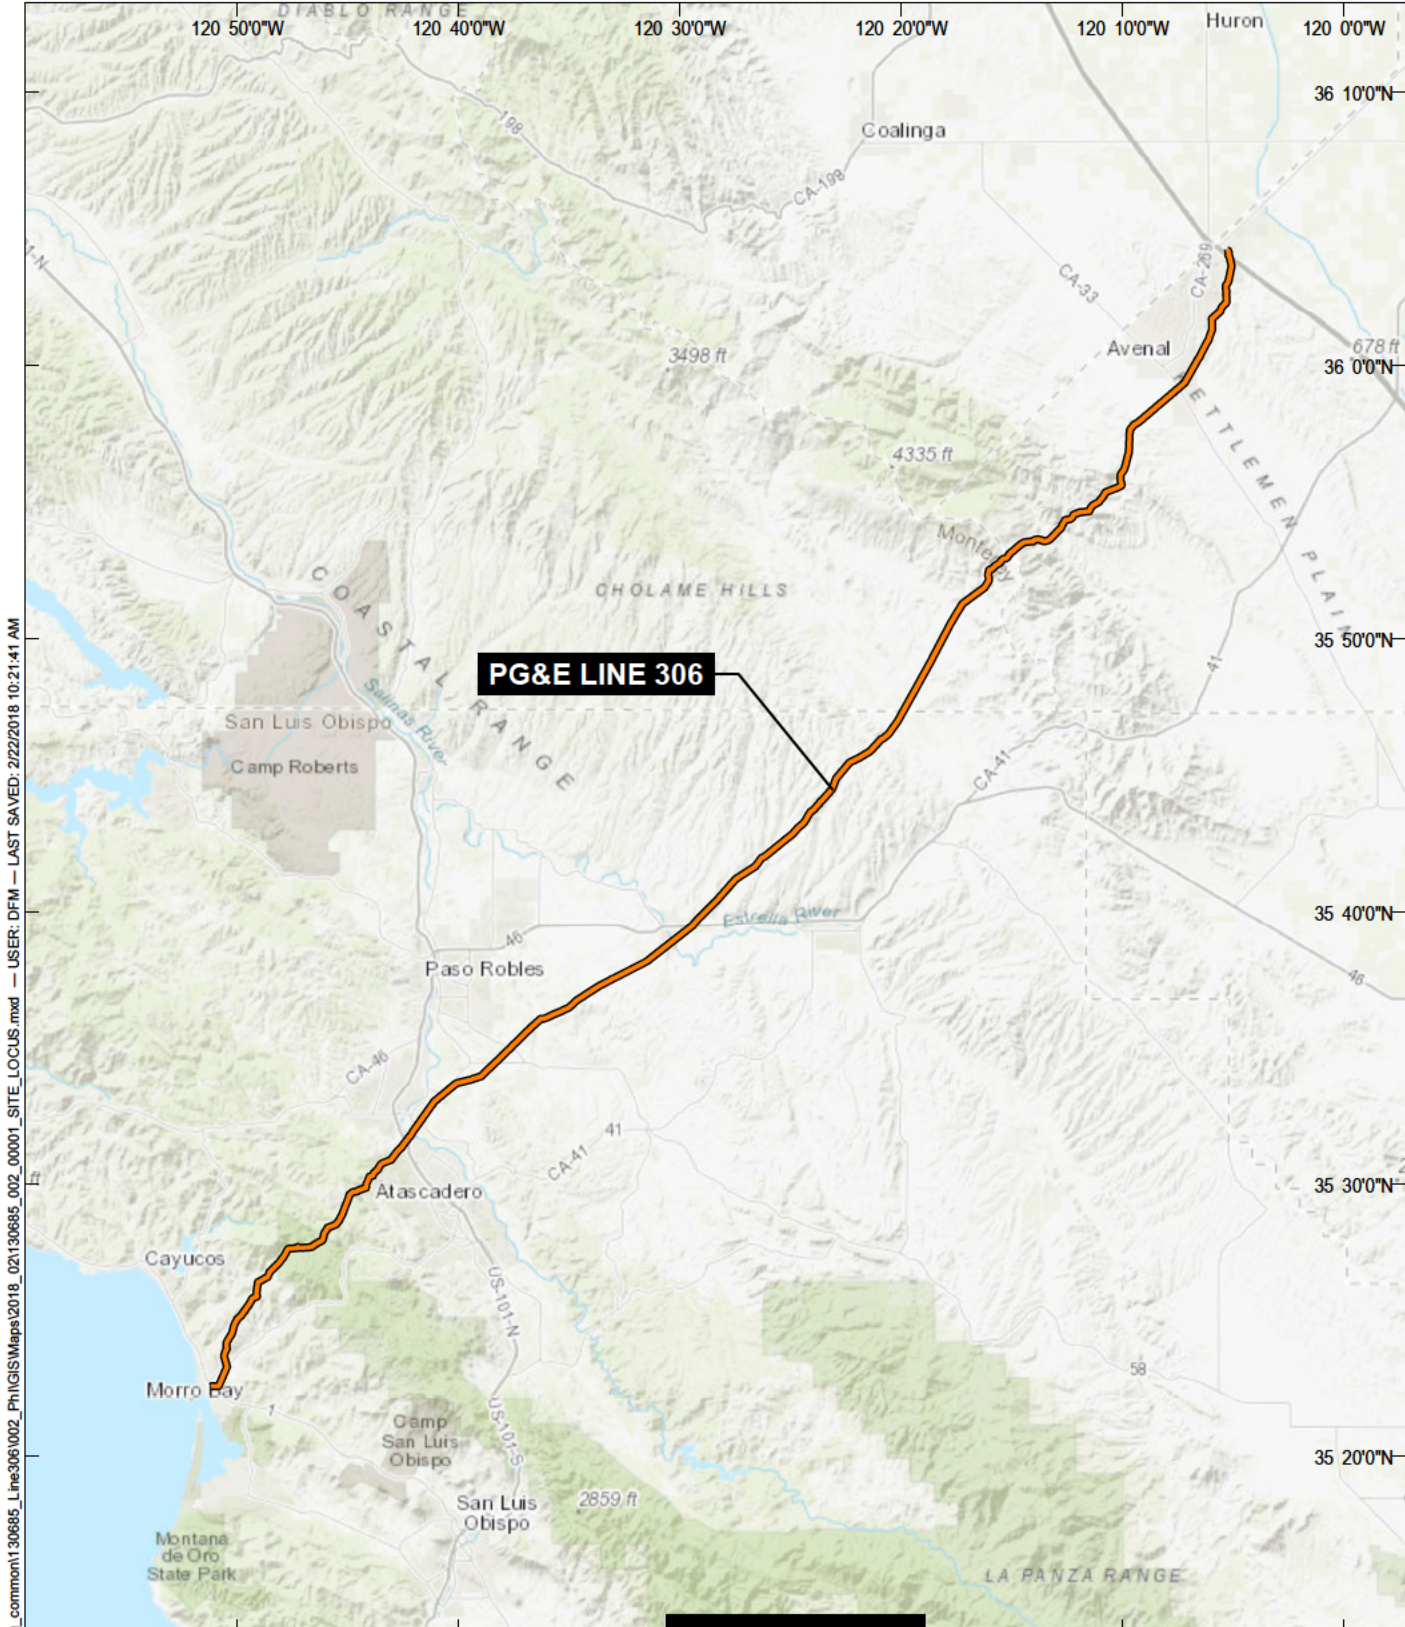 DIABLO RANGE
120 50'0"W
120 40'0"W
120 30'0"W
120 20'0"W
120 10'0"W
120 0'0"W
Huron
36 10'0"N
Coalinga
198
CA-198
CA-269
CA-33
1-N
Avenal
3498 ft
678 ft
36 0'0"N
KETTLEMEN PLAIN
4335 ft
Monterey
CHOLAME HILLS
COASTAL RANGE
35 50'0"N
41
PG&E LINE 306
Salinas River
San Luis Obispo
Camp Roberts
CA-41
35 40'0"N
Estrella River
46
Paso Robles
46
CA-46
41
CA-41
35 30'0"N
Atascadero
Cayucos
US-101-N
58
Morro Bay
1
US-101-S
Camp
San Luis
Obispo
35 20'0"N
San Luis
Obispo
2859 ft
Montana
de Oro
State Park
LA PANZA RANGE
_common\130685_Line306\002_Phi\GIS\Maps\2018_02\130685_002_00001_SITE_LOCUS.mxd — USER: DFM — LAST SAVED: 2/22/2018 10:21:41 AM